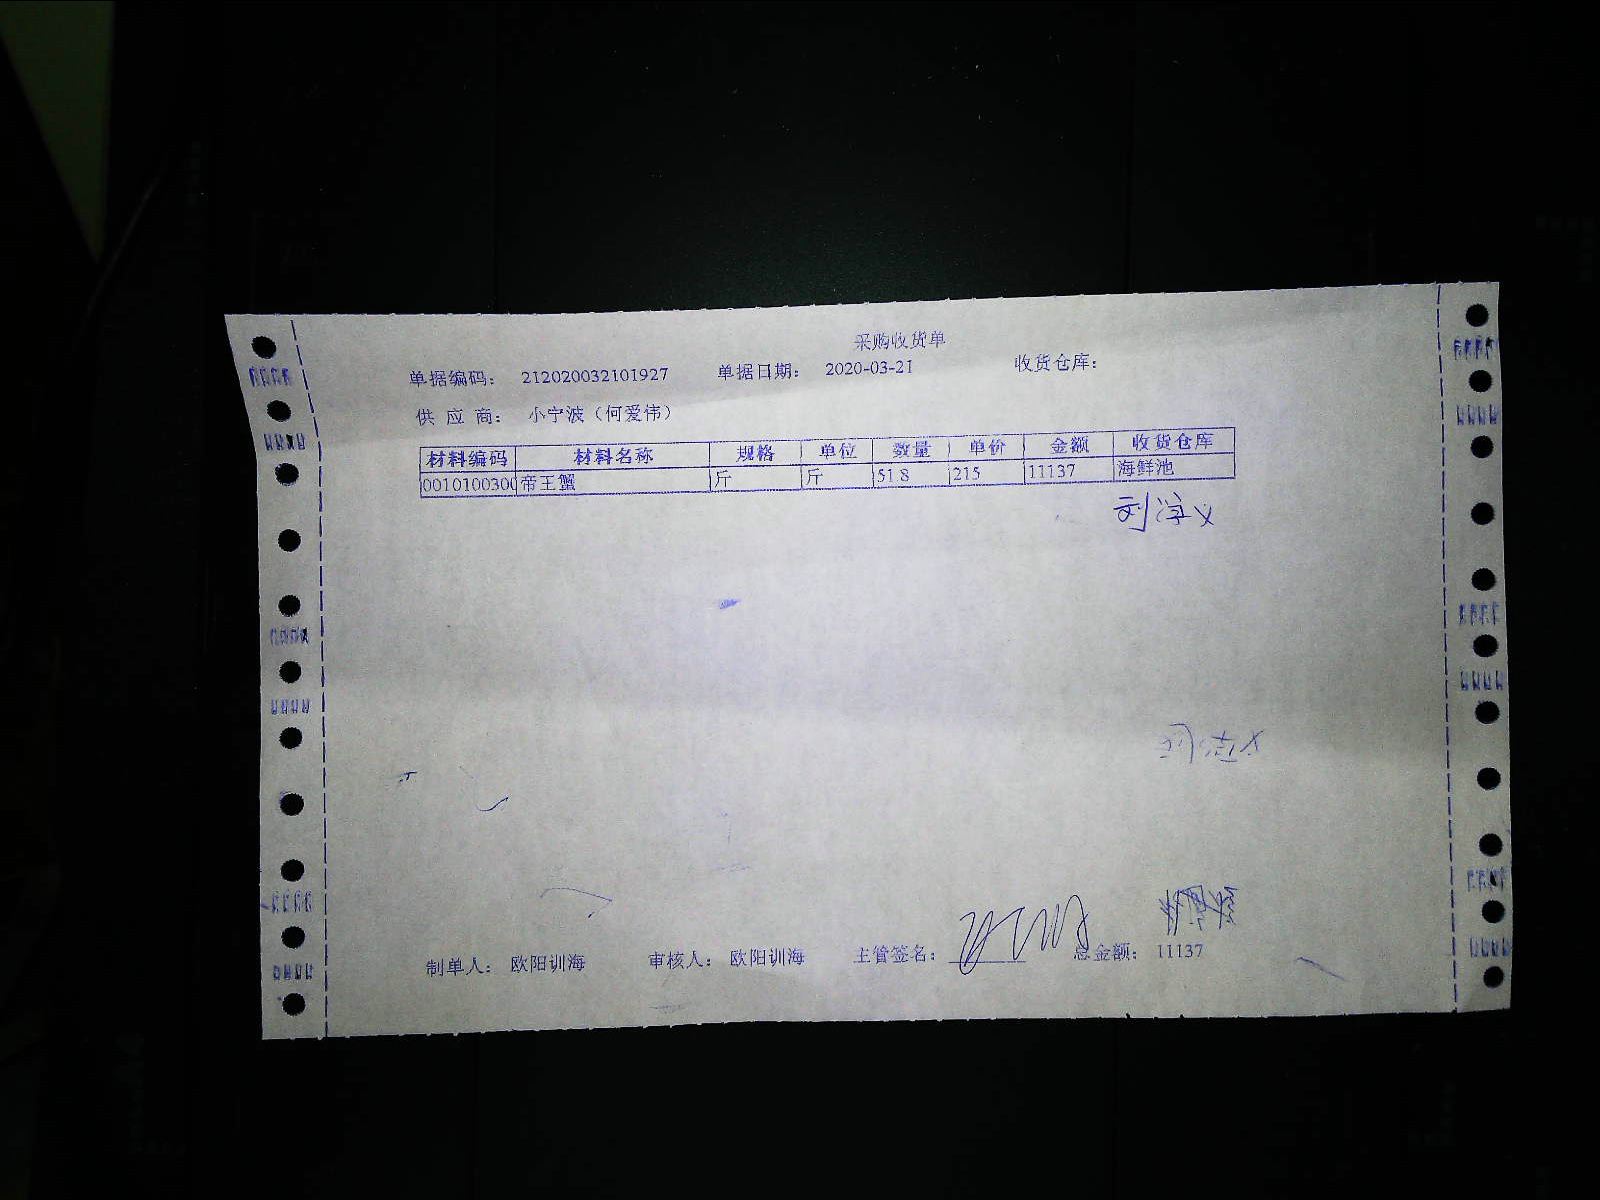 采购收货单
单据编码： 212020032101927 单据日期： 2020-03-21 收货仓库：
供 应 商： 小宁波（何爱伟）
材料编码 材料名称 规格 单位 数量 单价 金额 收货仓库
0010100300 帝王蟹 斤 斤 51.8 215 11137 海鲜池
制单人： 欧阳训海 审核人： 欧阳训海 主管签名： 总金额： 11137